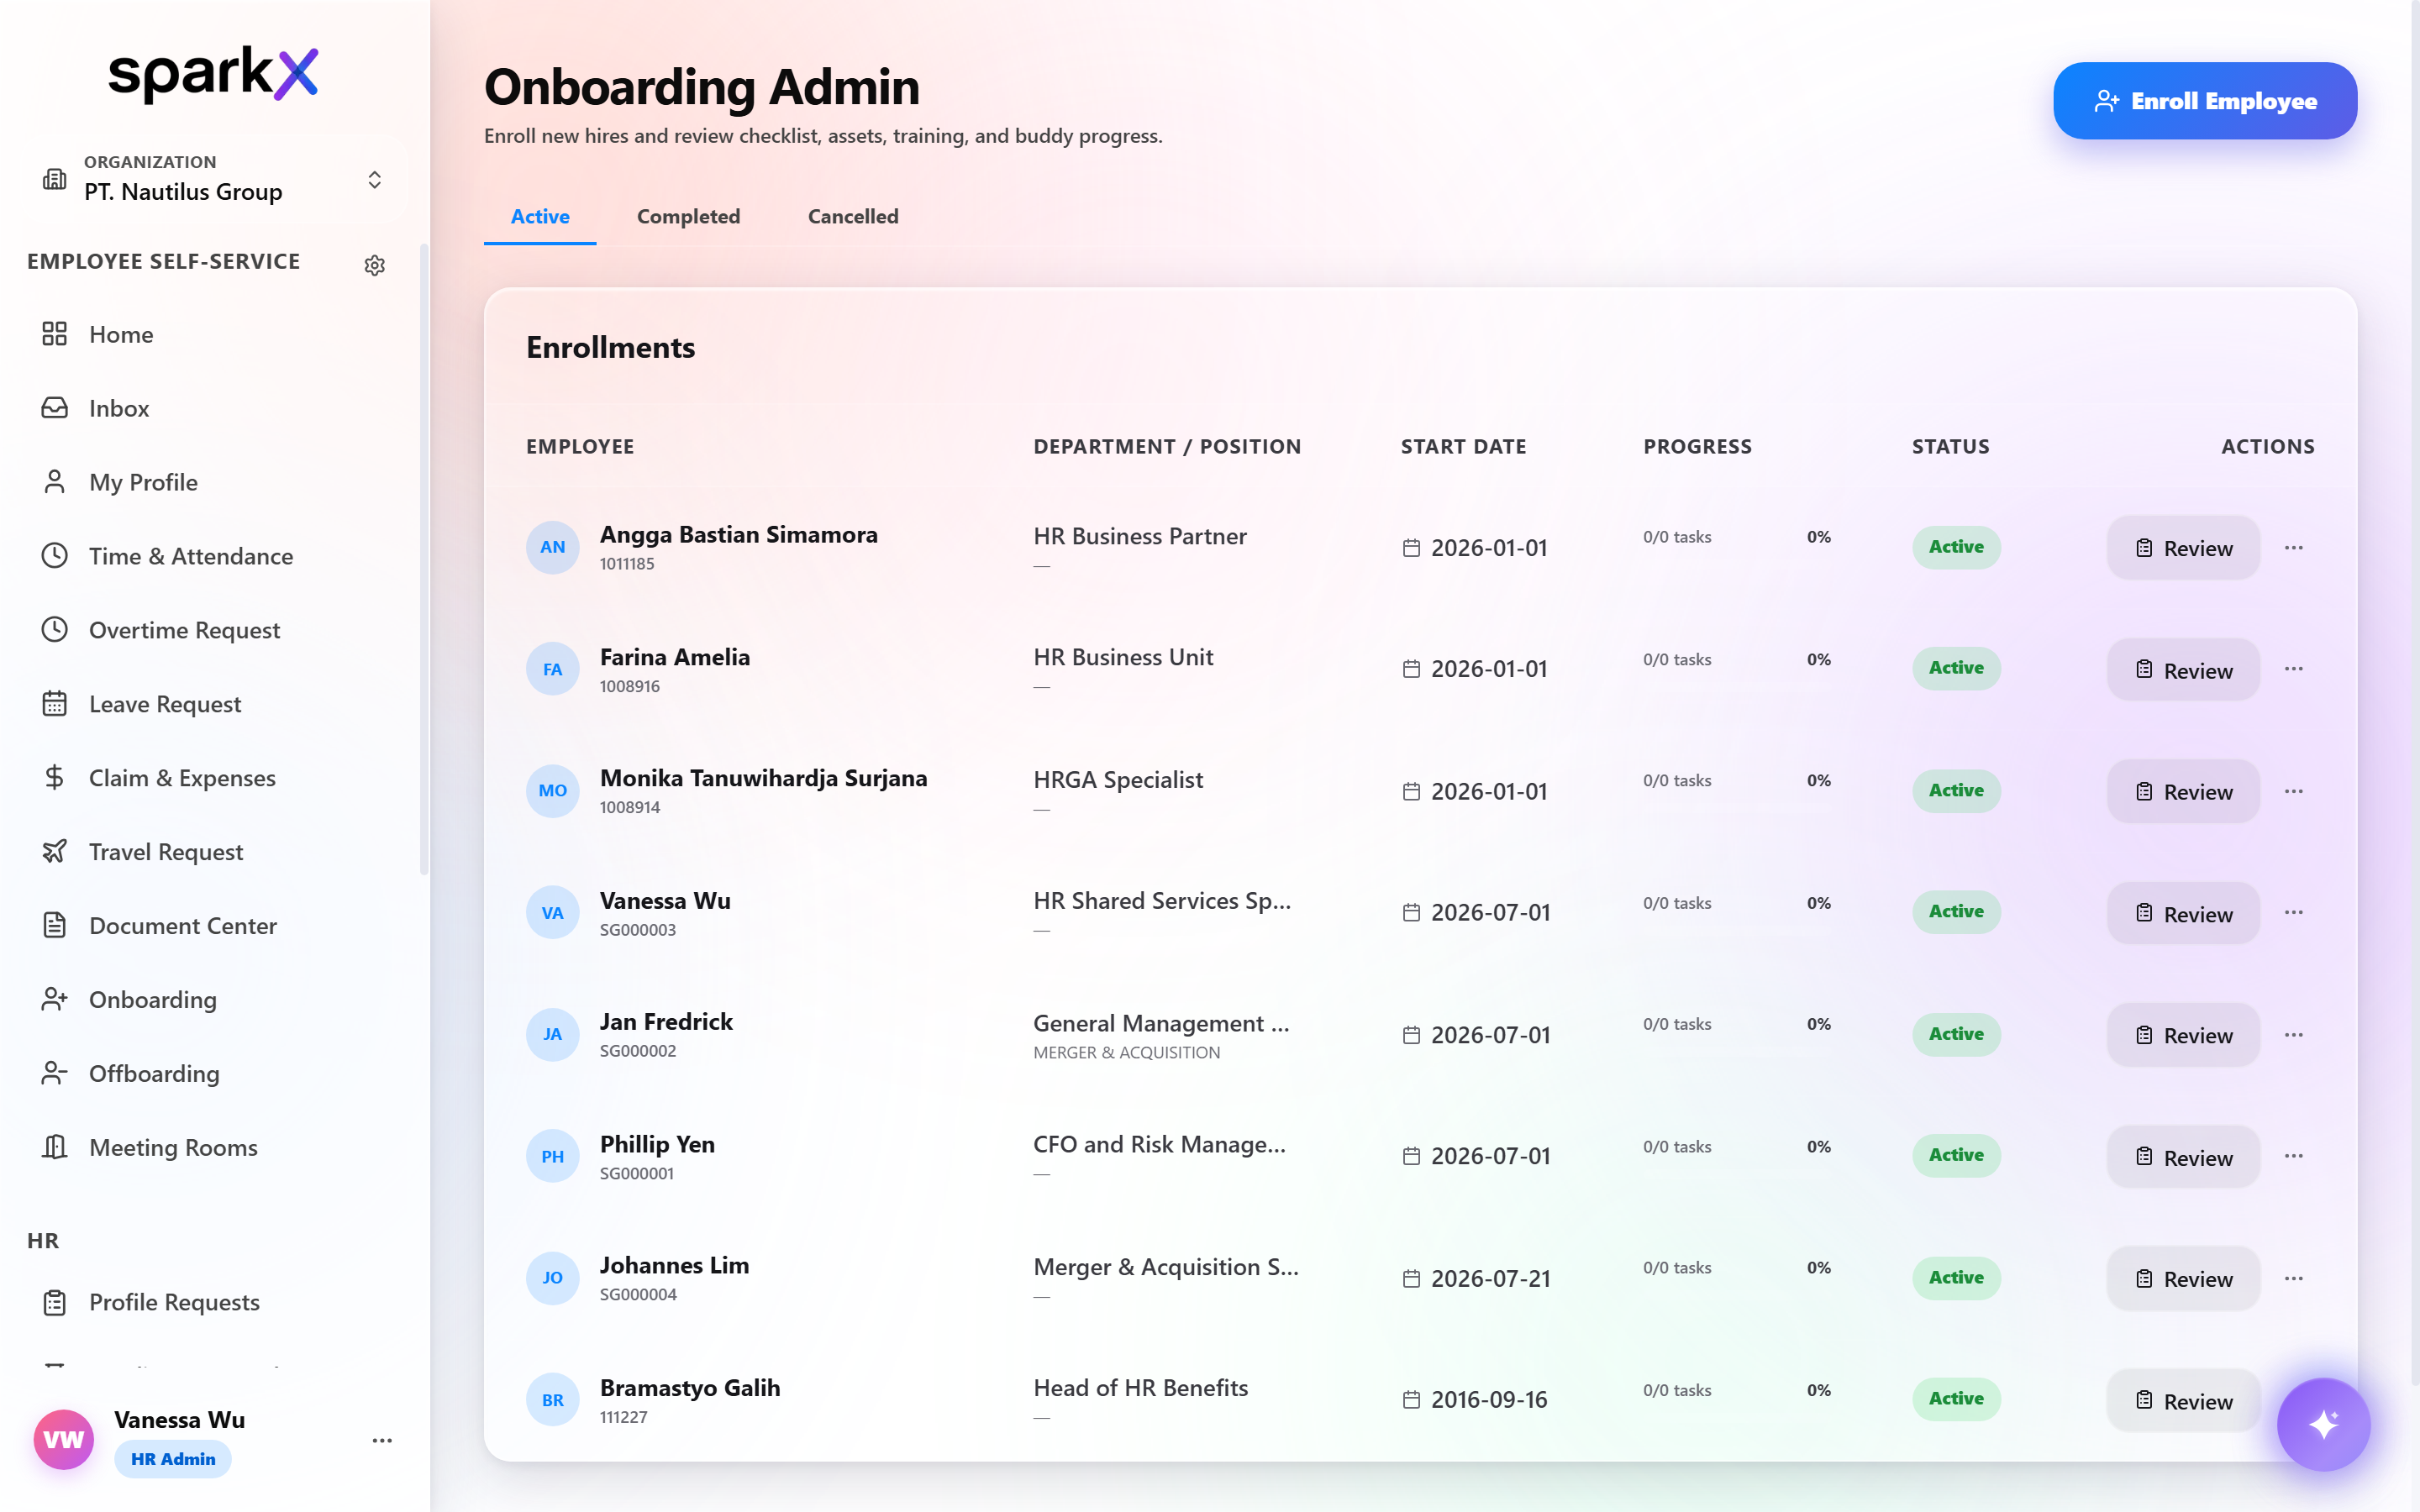 sparkX
ORGANIZATION
PT. Nautilus Group
EMPLOYEE SELF-SERVICE
Home
Inbox
My Profile
Time & Attendance
Overtime Request
Leave Request
Claim & Expenses
Travel Request
Document Center
Onboarding
Offboarding
Meeting Rooms
HR
Profile Requests
VW
Vanessa Wu
HR Admin
Onboarding Admin
Enroll new hires and review checklist, assets, training, and buddy progress.
Enroll Employee
Active Completed Cancelled
Enrollments
EMPLOYEE DEPARTMENT / POSITION START DATE PROGRESS STATUS ACTIONS
AN Angga Bastian Simamora HR Business Partner 2026-01-01 0/0 tasks 0% Active Review
1011185 —
FA Farina Amelia HR Business Unit 2026-01-01 0/0 tasks 0% Active Review
1008916 —
MO Monika Tanuwihardja Surjana HRGA Specialist 2026-01-01 0/0 tasks 0% Active Review
1008914 —
VA Vanessa Wu HR Shared Services Sp... 2026-07-01 0/0 tasks 0% Active Review
SG000003 —
JA Jan Fredrick General Management ... 2026-07-01 0/0 tasks 0% Active Review
SG000002 MERGER & ACQUISITION
PH Phillip Yen CFO and Risk Manage... 2026-07-01 0/0 tasks 0% Active Review
SG000001 —
JO Johannes Lim Merger & Acquisition S... 2026-07-21 0/0 tasks 0% Active Review
SG000004 —
BR Bramastyo Galih Head of HR Benefits 2016-09-16 0/0 tasks 0% Active Review
111227 —